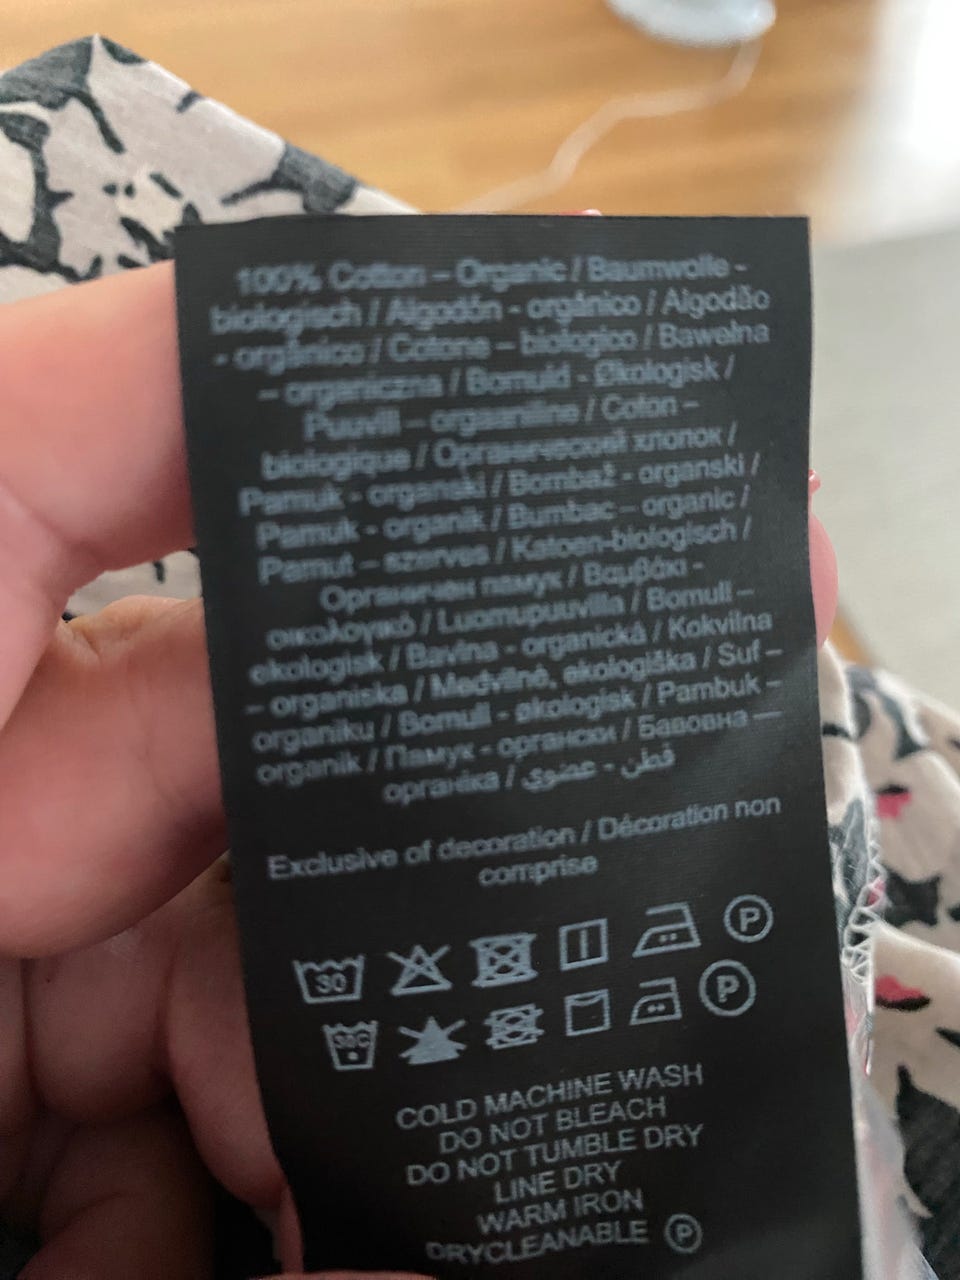 100% Cotton – Organic / Baumwolle -
biologisch / Algodón - orgánico / Algodão
- orgânico / Cotone – biologico / Bawełna
– organiczna / Bomuld - Økologisk /
Puuvill – orgaaniline / Coton –
biologique / Органический хлопок /
Pamuk - organski / Bombaž - organski /
Pamuk - organik / Bumbac – organic /
Pamut – szerves / Katoen-biologisch /
Органичен памук / Βαμβάκι -
οικολογικό / Luomupuuvilla / Bomull –
ekologisk / Bavlna - organická / Kokvilna
– organiska / Medvilnė, ekologiška / Suf –
organiku / Bomull - økologisk / Pambuk –
organik / Памук - органски / Бавовна —
органіка / قطن - عضوي
Exclusive of decoration / Décoration non
comprise
30 P
30C P
COLD MACHINE WASH
DO NOT BLEACH
DO NOT TUMBLE DRY
LINE DRY
WARM IRON
DRYCLEANABLE P